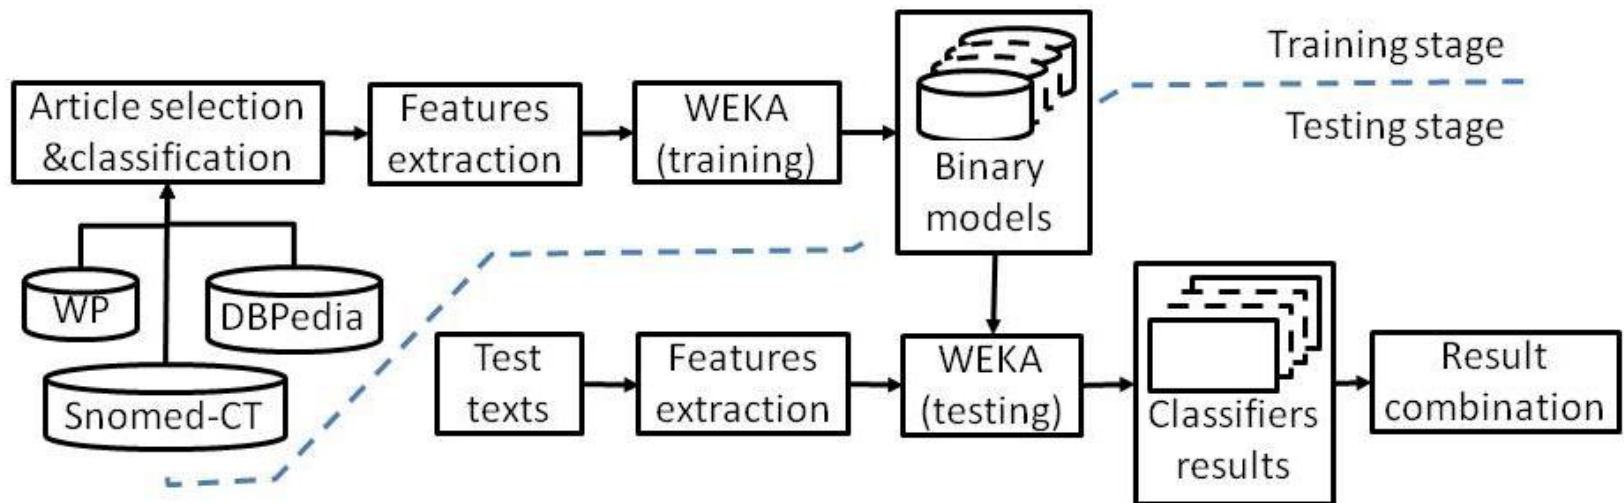 Training stage
Testing stage
Article selection
&classification
Features
extraction
WEKA
(training)
Binary
models
WP
DBPedia
Snomed-CT
Test
texts
Features
extraction
WEKA
(testing)
Classifiers
results
Result
combination